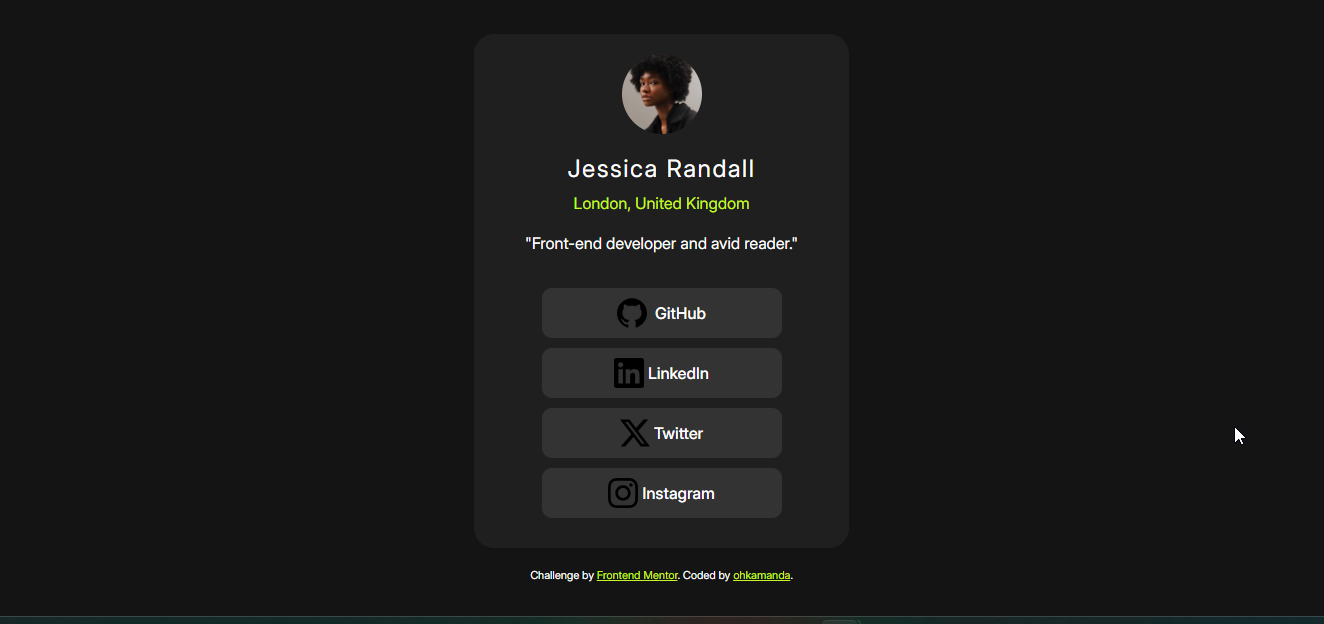 Jessica Randall
London, United Kingdom
"Front-end developer and avid reader."
GitHub
in LinkedIn
Twitter
Instagram
Challenge by Frontend Mentor. Coded by ohkamanda.